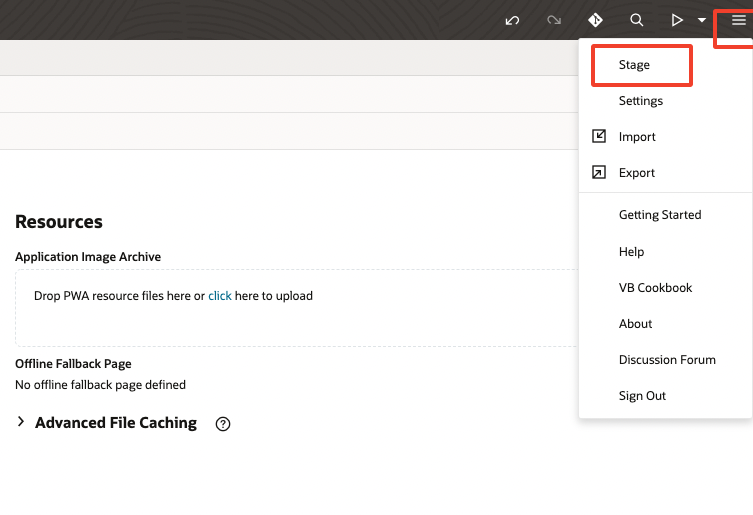 Stage
Settings
Import
Export
Getting Started
Help
VB Cookbook
About
Discussion Forum
Sign Out
Resources
Application Image Archive
Drop PWA resource files here or click here to upload
Offline Fallback Page
No offline fallback page defined
Advanced File Caching